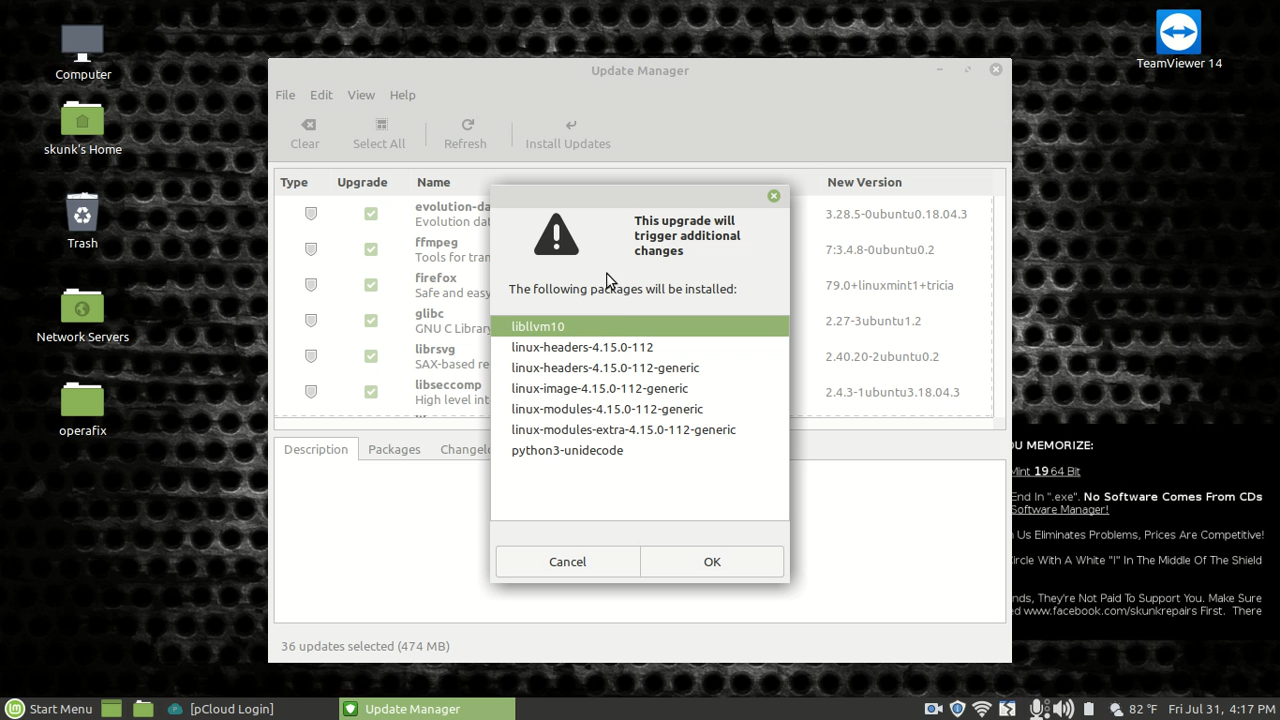 Computer
skunk's Home
Trash
Network Servers
operafix
TeamViewer 14
Update Manager
File Edit View Help
Clear Select All Refresh Install Updates
Type Upgrade Name New Version
evolution-da
Evolution dat
3.28.5-0ubuntu0.18.04.3
ffmpeg
Tools for tran
7:3.4.8-0ubuntu0.2
firefox
Safe and easy
79.0+linuxmint1+tricia
glibc
GNU C Library
2.27-3ubuntu1.2
librsvg
SAX-based re
2.40.20-2ubuntu0.2
libseccomp
High level int
2.4.3-1ubuntu3.18.04.3
Description Packages Changelo
36 updates selected (474 MB)
This upgrade will
trigger additional
changes
The following packages will be installed:
libllvm10
linux-headers-4.15.0-112
linux-headers-4.15.0-112-generic
linux-image-4.15.0-112-generic
linux-modules-4.15.0-112-generic
linux-modules-extra-4.15.0-112-generic
python3-unidecode
Cancel OK
OU MEMORIZE:
Mint 19 64 Bit
End In ".exe". No Software Comes From CDs
Software Manager!
n Us Eliminates Problems, Prices Are Competitive!
Circle With A White "I" In The Middle Of The Shield
nds, They're Not Paid To Support You. Make Sure
ed www.facebook.com/skunkrepairs First. There
Start Menu [pCloud Login] Update Manager 82 °F Fri Jul 31, 4:17 PM